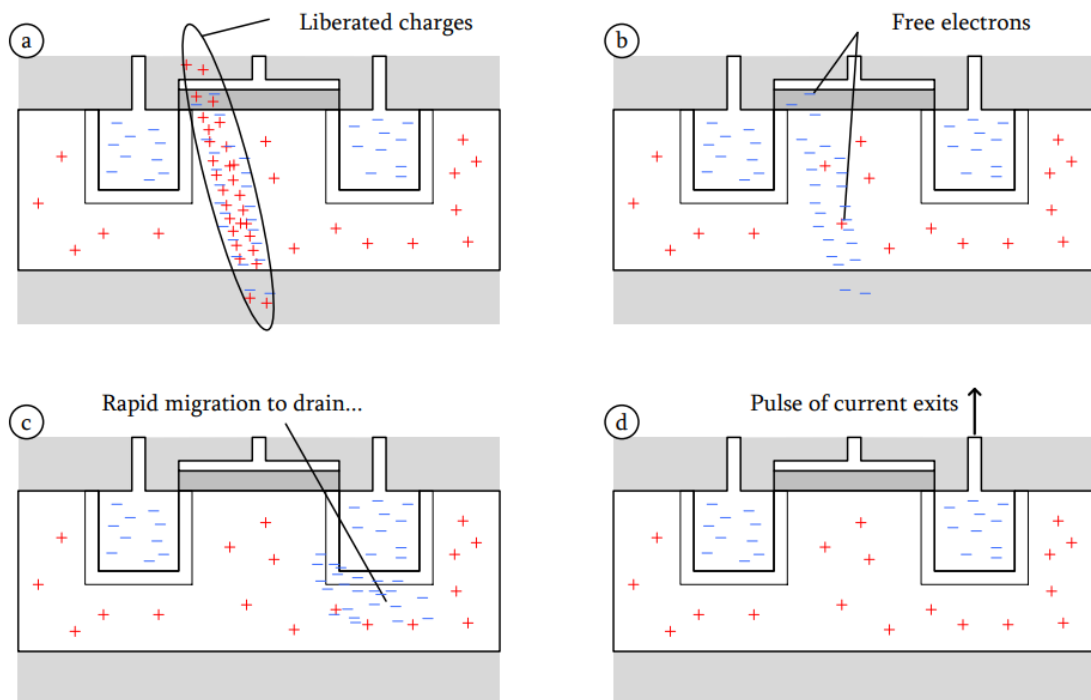 a
Liberated charges
b
Free electrons
c
Rapid migration to drain...
d
Pulse of current exits